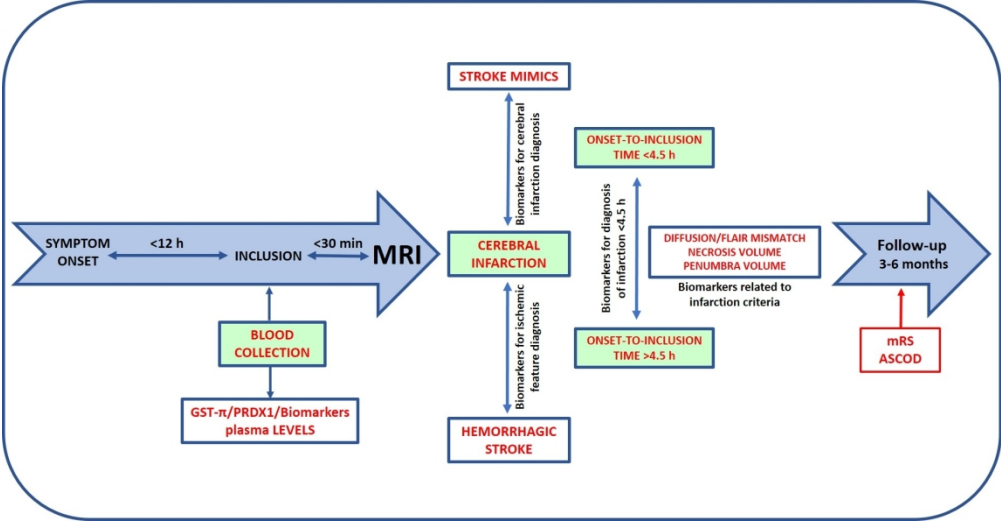 SYMPTOM
ONSET
<12 h
INCLUSION
<30 min
MRI
BLOOD
COLLECTION
GST-π/PRDX1/Biomarkers
plasma LEVELS
STROKE MIMICS
Biomarkers for cerebral
infarction diagnosis
CEREBRAL
INFARCTION
Biomarkers for ischemic
feature diagnosis
HEMORRHAGIC
STROKE
ONSET-TO-INCLUSION
TIME <4.5 h
Biomarkers for diagnosis
of infarction <4.5 h
ONSET-TO-INCLUSION
TIME >4.5 h
DIFFUSION/FLAIR MISMATCH
NECROSIS VOLUME
PENUMBRA VOLUME
Biomarkers related to
infarction criteria
Follow-up
3-6 months
mRS
ASCOD